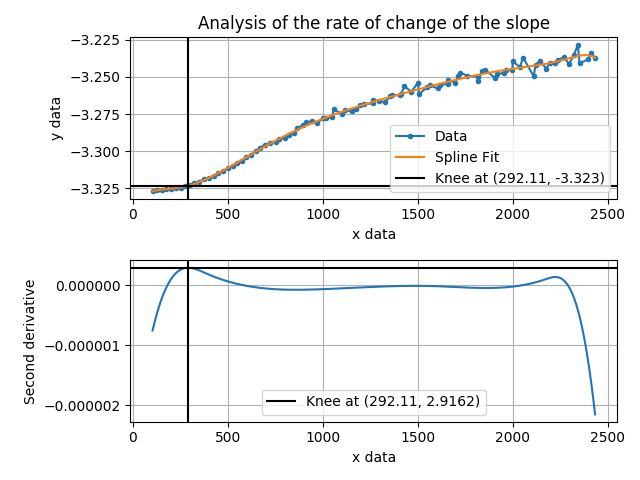 Analysis of the rate of change of the slope
−3.225
−3.250
−3.275
−3.300
−3.325
y data
Data
Spline Fit
Knee at (292.11, -3.323)
0
500
1000
1500
2000
2500
x data
0.000000
−0.000001
−0.000002
Second derivative
Knee at (292.11, 2.9162)
0
500
1000
1500
2000
2500
x data